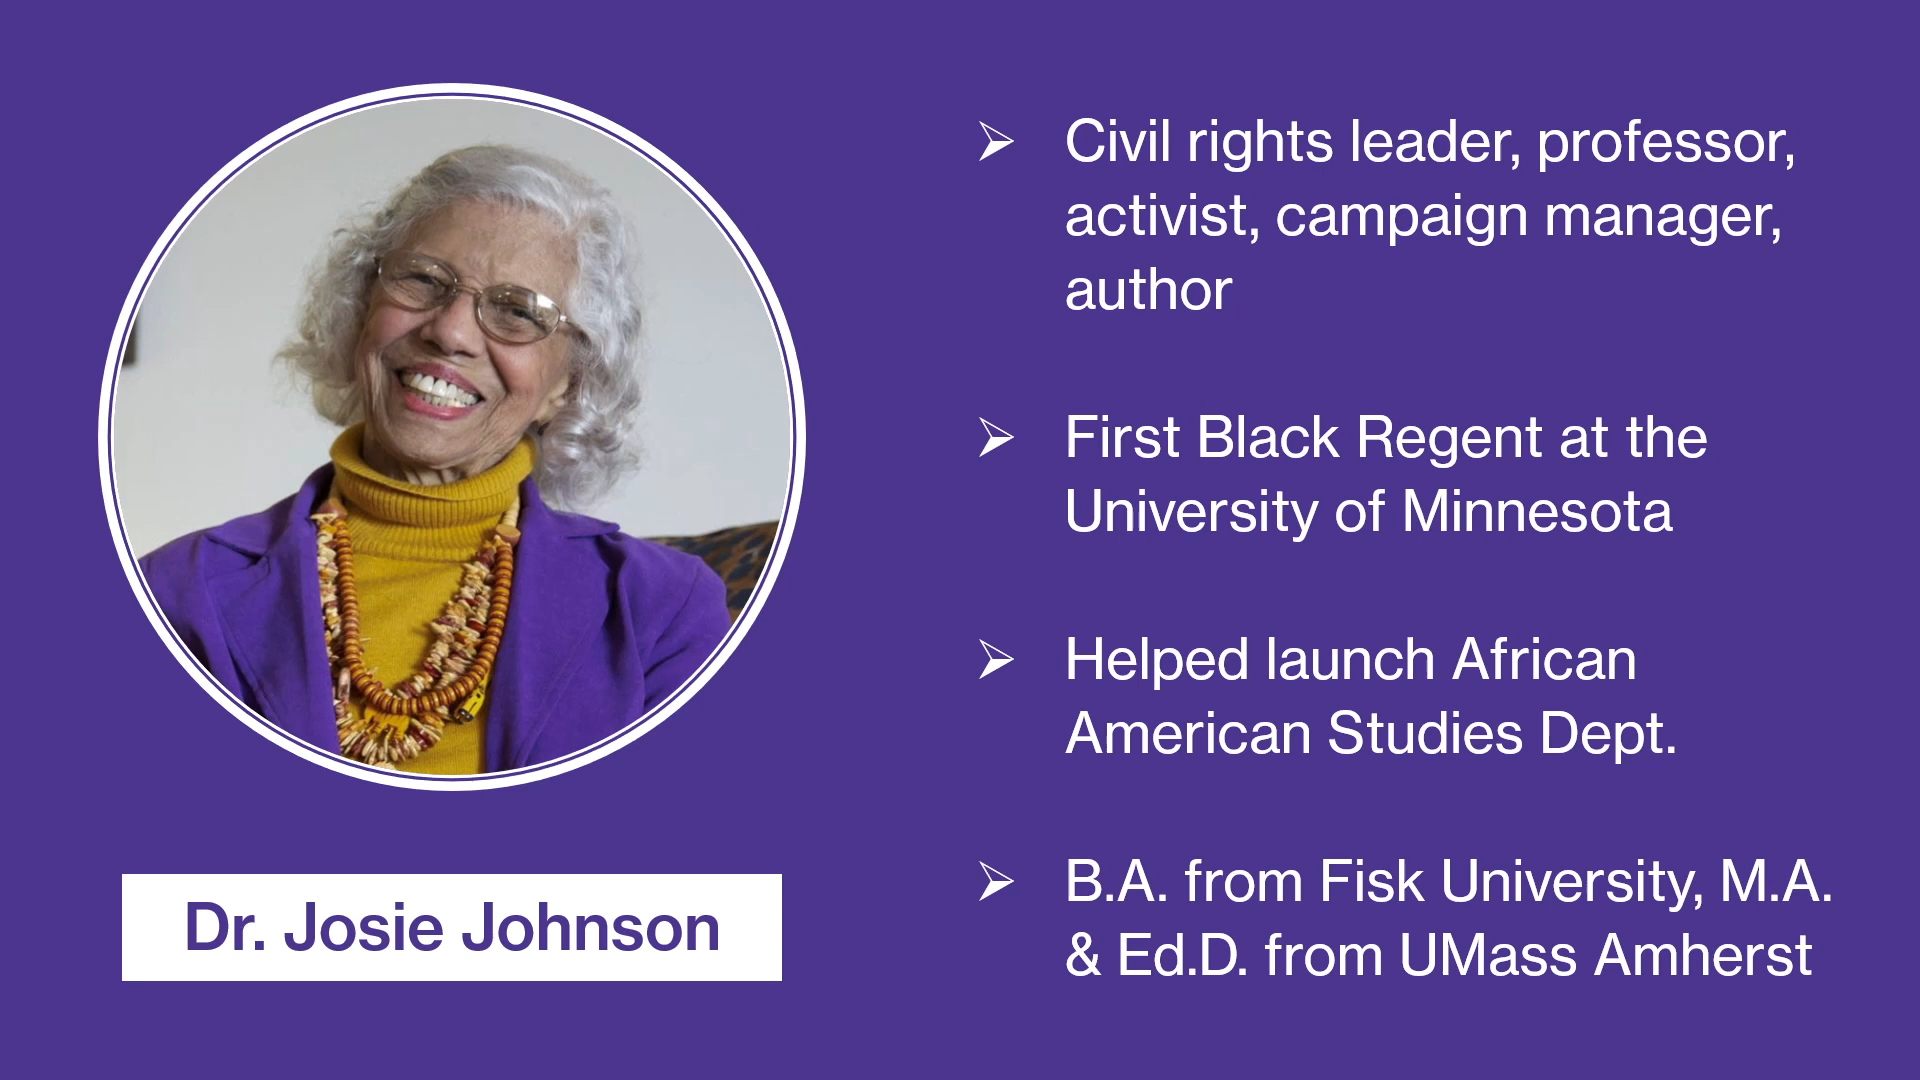 Dr. Josie Johnson
➢ Civil rights leader, professor,
activist, campaign manager,
author
➢ First Black Regent at the
University of Minnesota
➢ Helped launch African
American Studies Dept.
➢ B.A. from Fisk University, M.A.
& Ed.D. from UMass Amherst